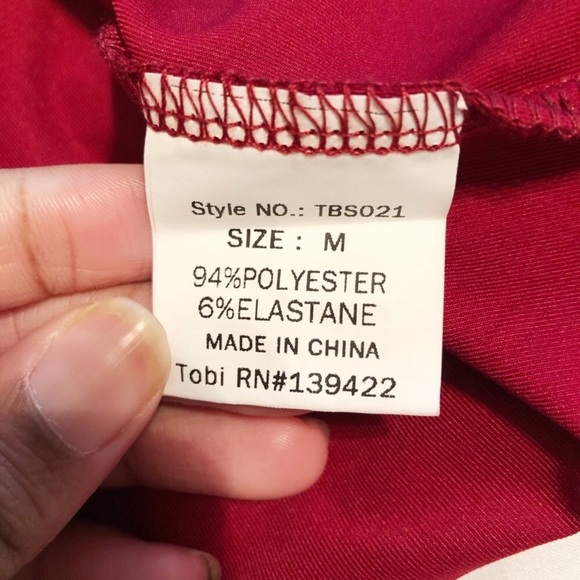 Style NO.: TBS021
SIZE : M
94%POLYESTER
6%ELASTANE
MADE IN CHINA
Tobi RN#139422